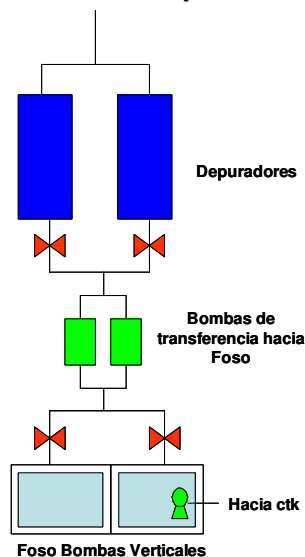 Depuradores
Bombas de
transferencia hacia
Foso
Hacia ctk
Foso Bombas Verticales